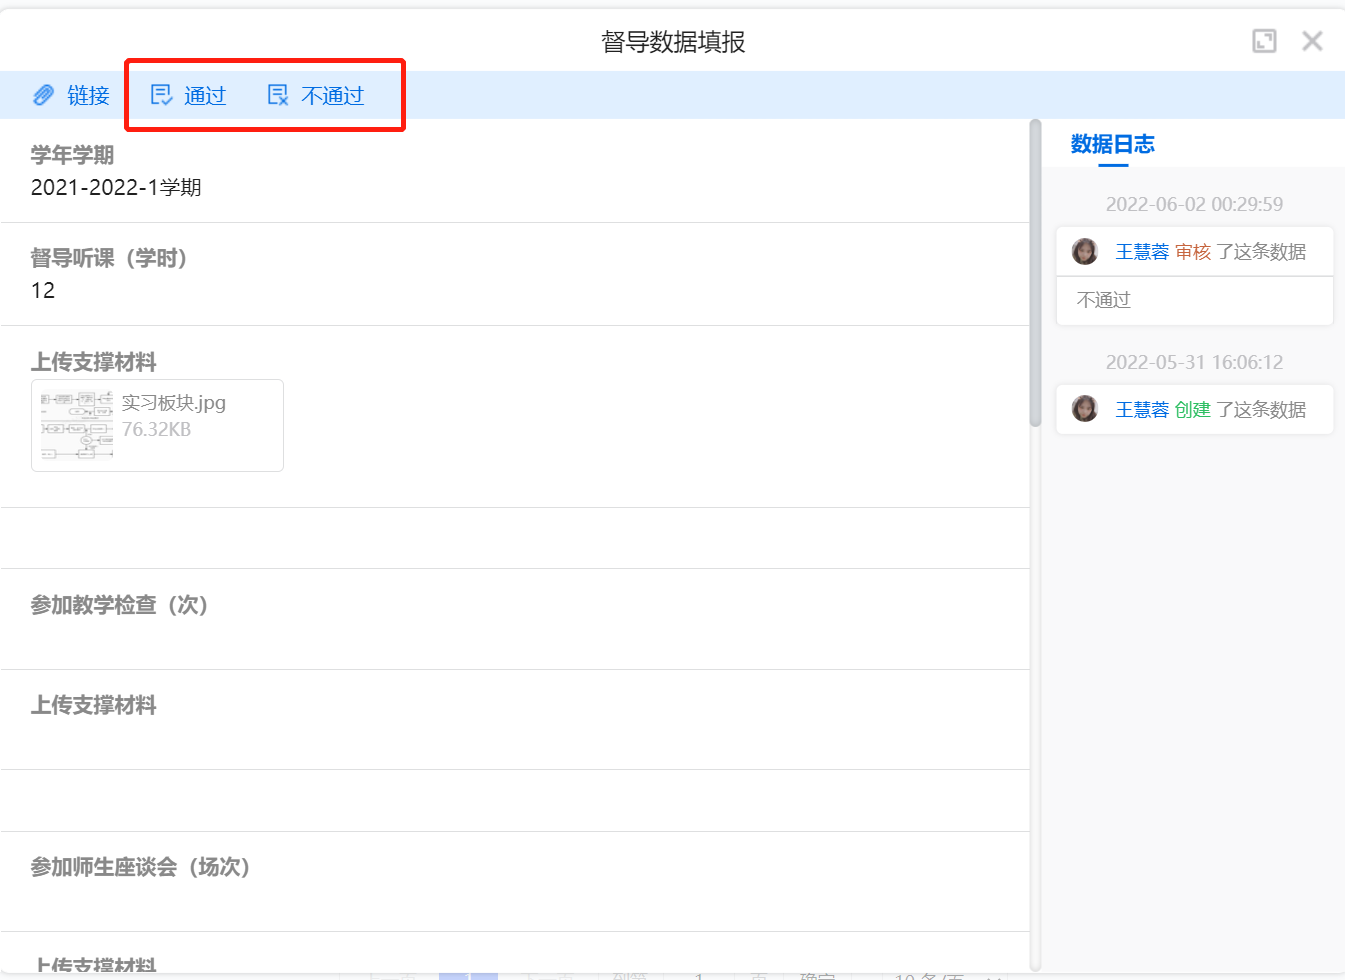 督导数据填报
链接 通过 不通过
学年学期
2021-2022-1学期
督导听课（学时）
12
上传支撑材料
实习板块.jpg
76.32KB
参加教学检查（次）
上传支撑材料
参加师生座谈会（场次）
上传支撑材料
数据日志
2022-06-02 00:29:59
王慧蓉 审核 了这条数据
不通过
2022-05-31 16:06:12
王慧蓉 创建 了这条数据